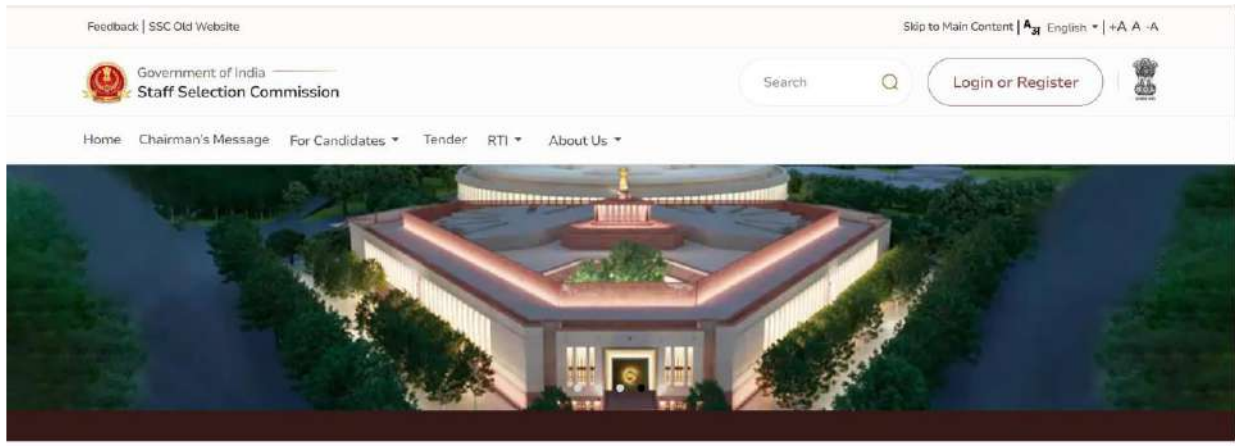 Feedback | SSC Old Website
Skip to Main Content | Aअ English | +A A -A
Government of India
Staff Selection Commission
Search
Login or Register
Home Chairman's Message For Candidates Tender RTI About Us